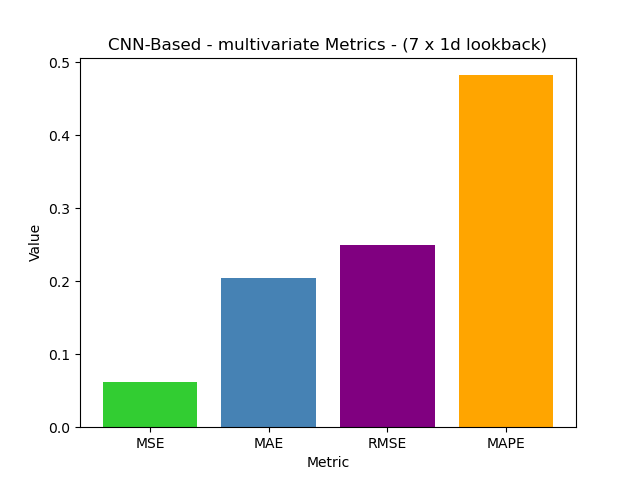 CNN-Based - multivariate Metrics - (7 x 1d lookback)
0.5
0.4
0.3
0.2
0.1
0.0
Value
MSE MAE RMSE MAPE
Metric